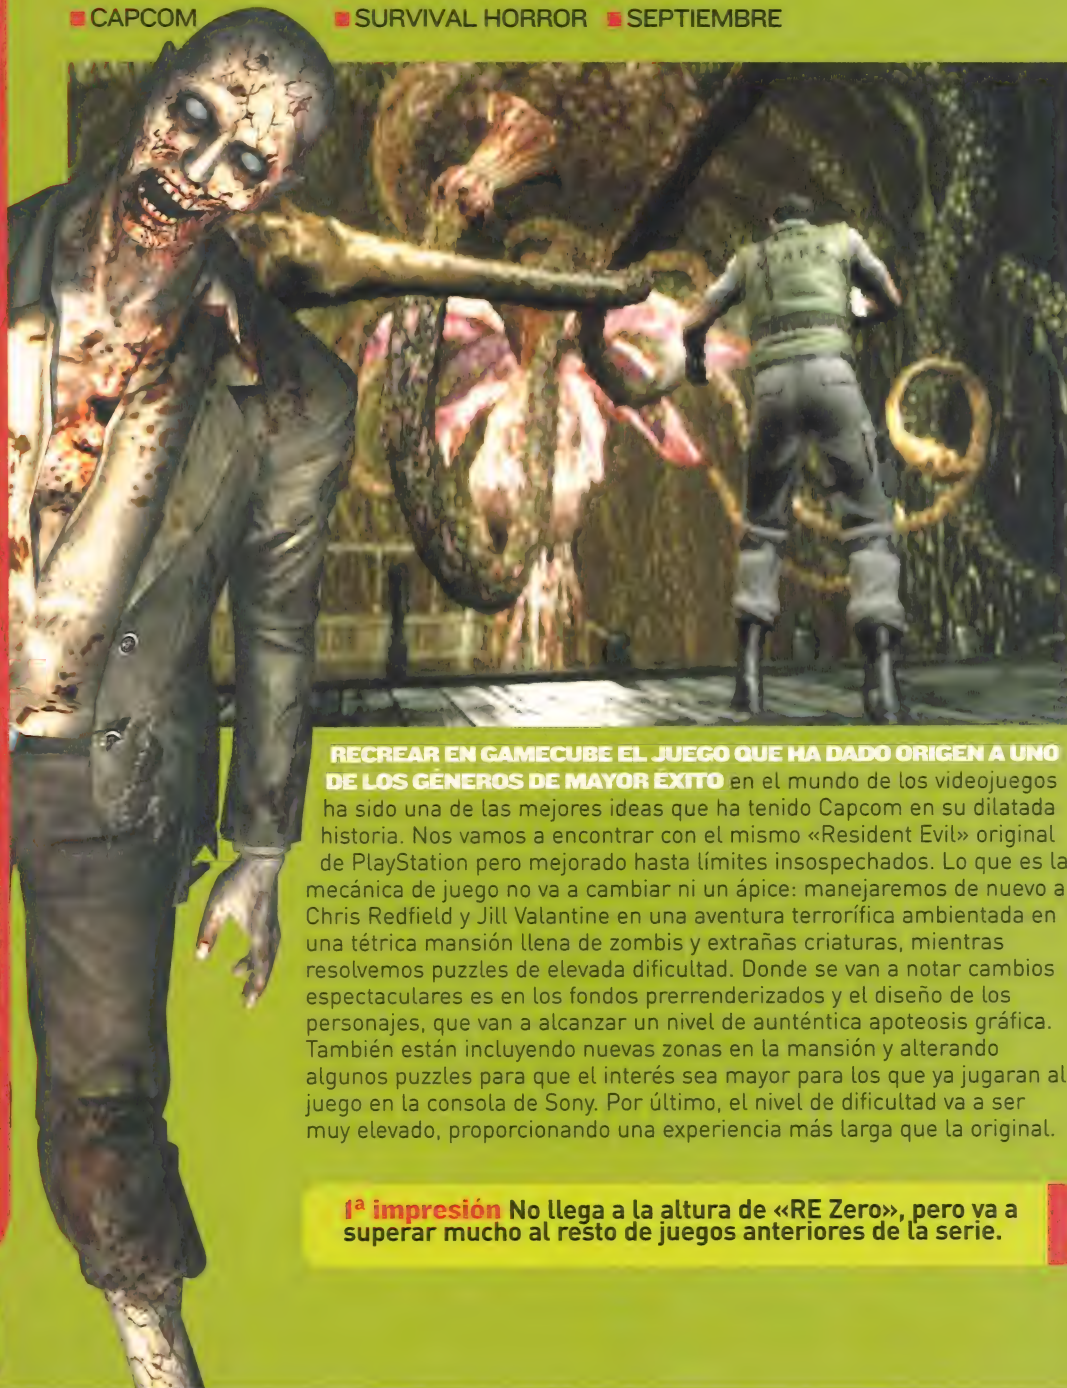 CAPCOM SURVIVAL HORROR SEPTIEMBRE
STARS
RECREAR EN GAMECUBE EL JUEGO QUE HA DADO ORIGEN A UNO
DE LOS GÉNEROS DE MAYOR ÉXITO en el mundo de los videojuegos
ha sido una de las mejores ideas que ha tenido Capcom en su dilatada
historia. Nos vamos a encontrar con el mismo «Resident Evil» original
de PlayStation pero mejorado hasta límites insospechados. Lo que es la
mecánica de juego no va a cambiar ni un ápice: manejaremos de nuevo a
Chris Redfield y Jill Valantine en una aventura terrorífica ambientada en
una tétrica mansión llena de zombis y extrañas criaturas, mientras
resolvemos puzzles de elevada dificultad. Donde se van a notar cambios
espectaculares es en los fondos prerrenderizados y el diseño de los
personajes, que van a alcanzar un nivel de aunténtica apoteosis gráfica.
También están incluyendo nuevas zonas en la mansión y alterando
algunos puzzles para que el interés sea mayor para los que ya jugaran al
juego en la consola de Sony. Por último, el nivel de dificultad va a ser
muy elevado, proporcionando una experiencia más larga que la original.
1ª impresión No llega a la altura de «RE Zero», pero va a
superar mucho al resto de juegos anteriores de la serie.